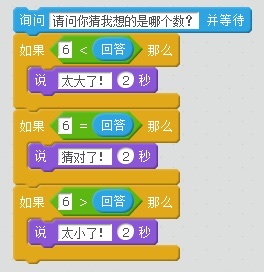 询问 请问你猜我想的是哪个数? 并等待
如果 6 < 回答 那么
说 太大了! 2 秒
如果 6 = 回答 那么
说 猜对了! 2 秒
如果 6 > 回答 那么
说 太小了! 2 秒